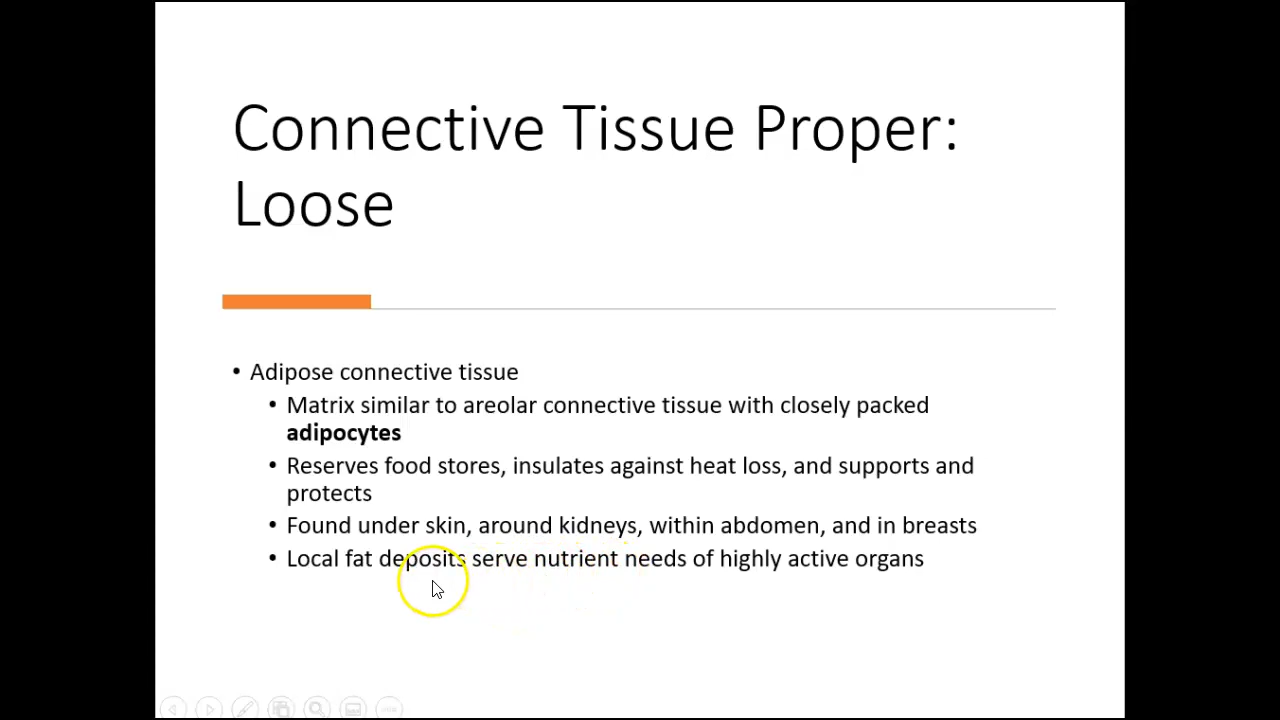 Connective Tissue Proper:
Loose
• Adipose connective tissue
• Matrix similar to areolar connective tissue with closely packed
adipocytes
• Reserves food stores, insulates against heat loss, and supports and
protects
• Found under skin, around kidneys, within abdomen, and in breasts
• Local fat deposits serve nutrient needs of highly active organs